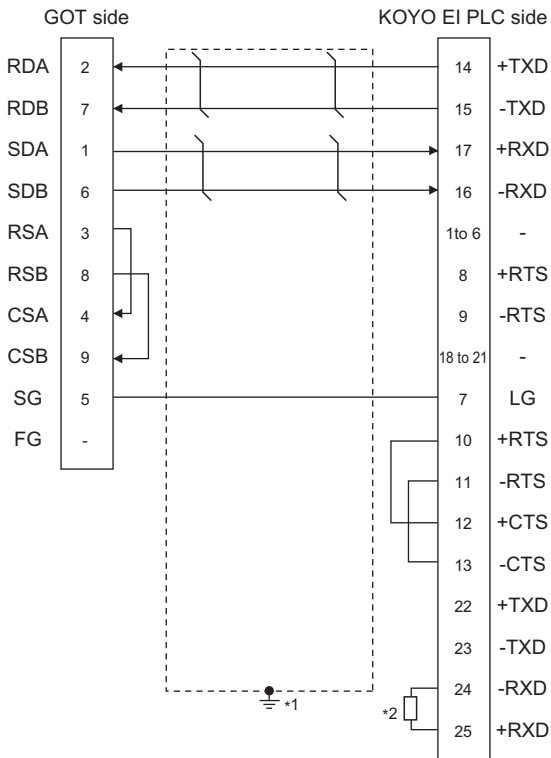 GOT side KOYO EI PLC side
RDA 2 14 +TXD
RDB 7 15 -TXD
SDA 1 17 +RXD
SDB 6 16 -RXD
RSA 3 1to 6 -
RSB 8 8 +RTS
CSA 4 9 -RTS
CSB 9 18 to 21 -
SG 5 7 LG
FG - 10 +RTS
11 -RTS
12 +CTS
13 -CTS
22 +TXD
23 -TXD
24 -RXD
*1 *2
25 +RXD